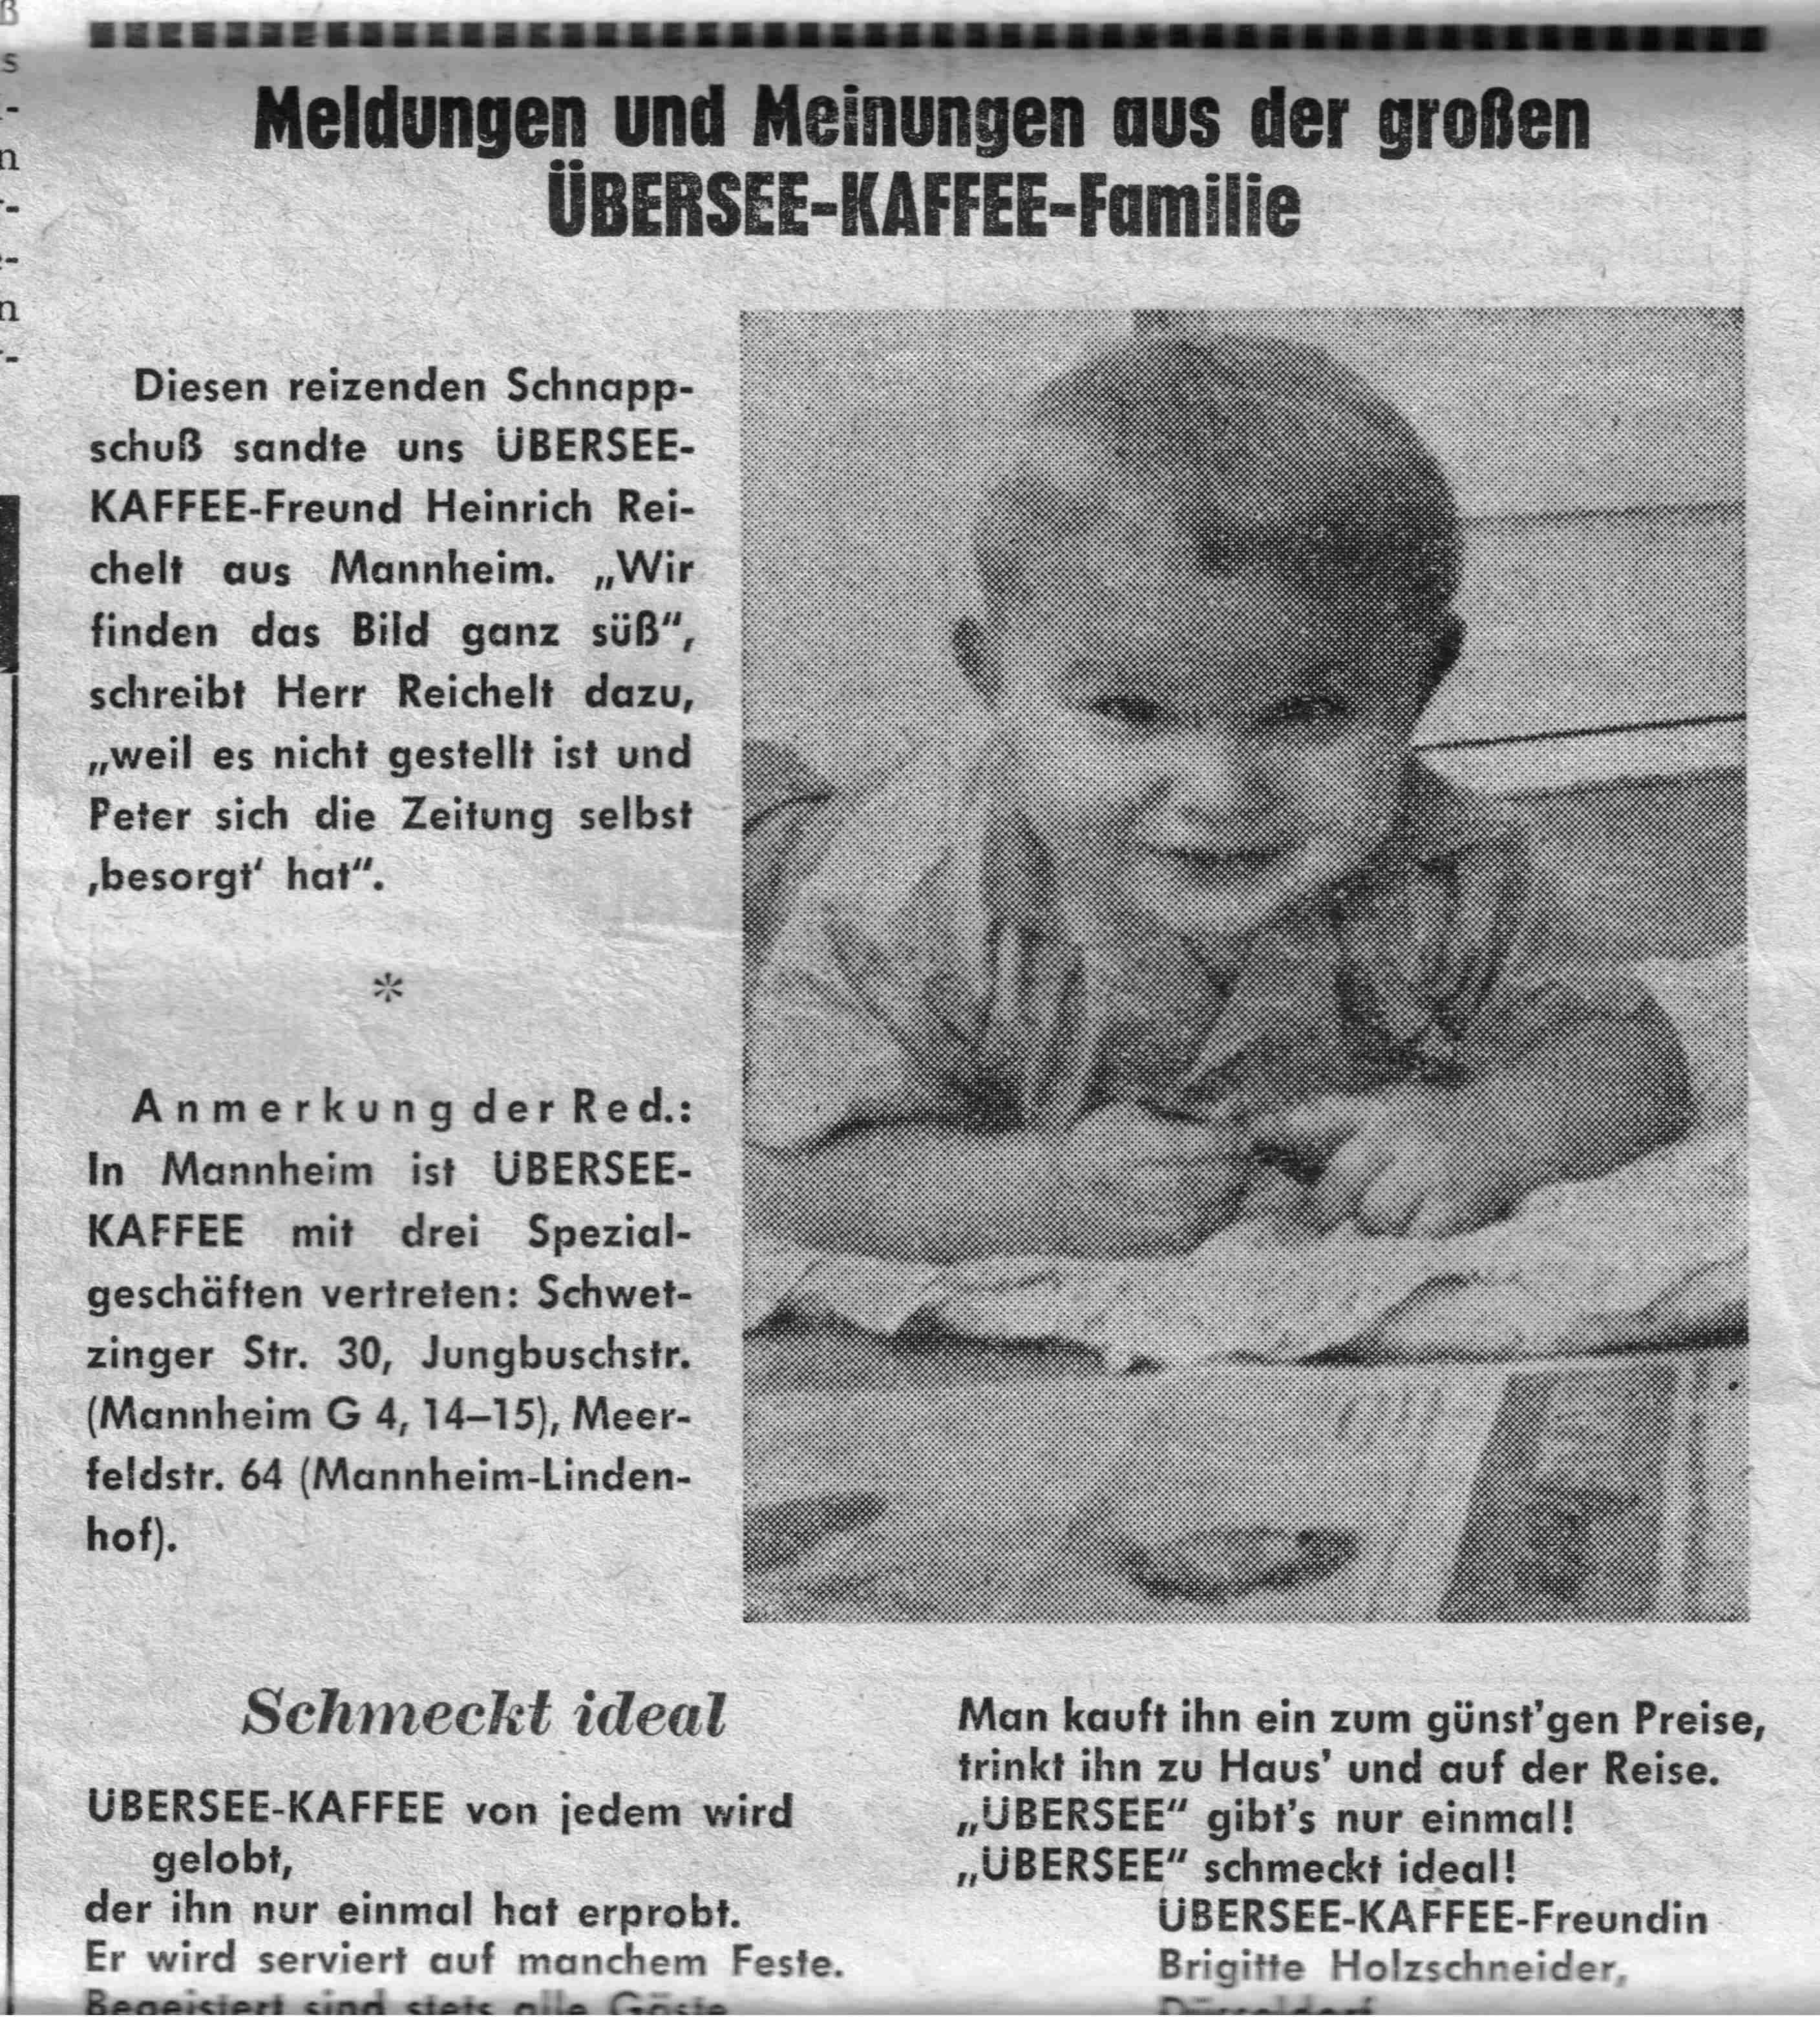 Meldungen und Meinungen aus der großen
ÜBERSEE-KAFFEE-Familie
Diesen reizenden Schnapp-
schuß sandte uns ÜBERSEE-
KAFFEE-Freund Heinrich Rei-
chelt aus Mannheim. „Wir
finden das Bild ganz süß“,
schreibt Herr Reichelt dazu,
„weil es nicht gestellt ist und
Peter sich die Zeitung selbst
‚besorgt‘ hat“.
*
Anmerkung der Red.:
In Mannheim ist ÜBERSEE-
KAFFEE mit drei Spezial-
geschäften vertreten: Schwet-
zinger Str. 30, Jungbuschstr.
(Mannheim G 4, 14–15), Meer-
feldstr. 64 (Mannheim-Linden-
hof).
Schmeckt ideal
ÜBERSEE-KAFFEE von jedem wird
gelobt,
der ihn nur einmal hat erprobt.
Er wird serviert auf manchem Feste.
Begeistert sind stets alle Gäste
Man kauft ihn ein zum günst'gen Preise,
trinkt ihn zu Haus' und auf der Reise.
„ÜBERSEE“ gibt's nur einmal!
„ÜBERSEE“ schmeckt ideal!
ÜBERSEE-KAFFEE-Freundin
Brigitte Holzschneider,
Düsseldorf